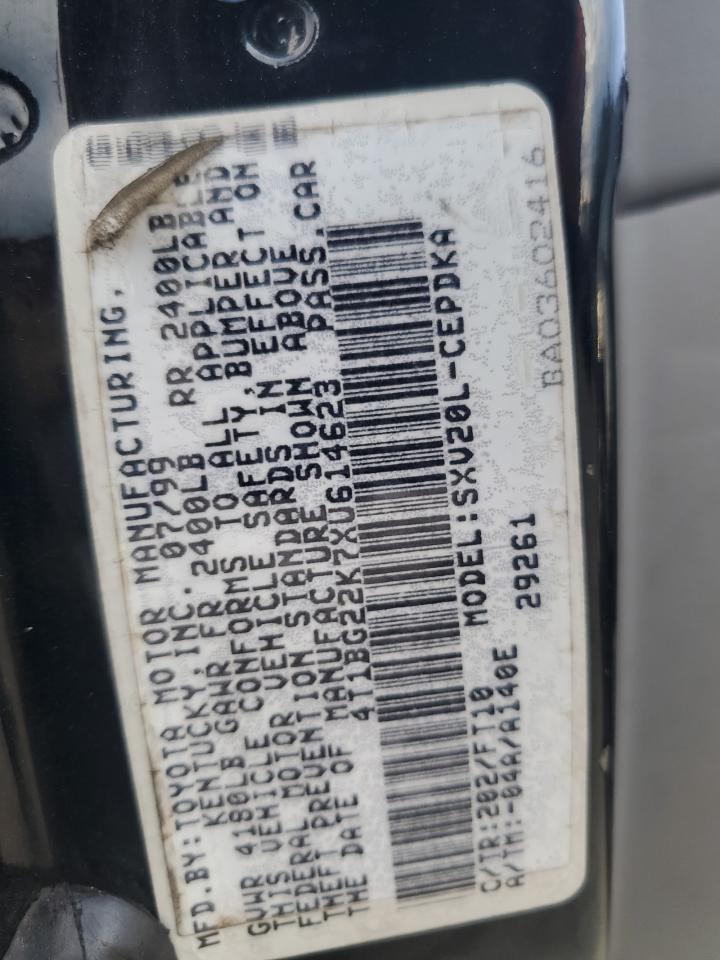 MFD.BY:TOYOTA MOTOR MANUFACTURING,
KENTUCKY,INC. 07/99
GVWR 4180LB GAWR FR 2400LB RR 2400LB
THIS VEHICLE CONFORMS TO ALL APPLICABLE
FEDERAL MOTOR VEHICLE SAFETY,BUMPER AND
THEFT PREVENTION STANDARDS IN EFFECT ON
THE DATE OF MANUFACTURE SHOWN ABOVE
4T1BG22K7XU614623 PASS.CAR
MODEL:SXV20L-CEPDKA
C/TR:202/FT10
A/TM:-04A/A140E 29261
BA03602416